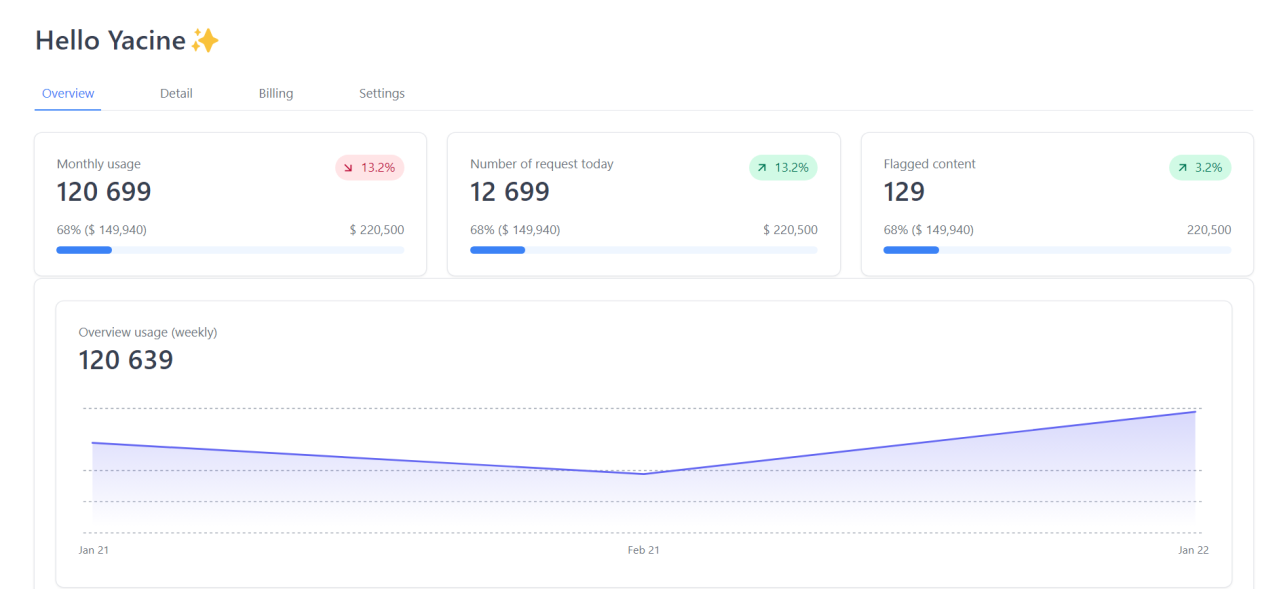 Hello Yacine✨
Overview Detail Billing Settings
Monthly usage
13.2%
120 699
68% ($ 149,940) $ 220,500
Number of request today
13.2%
12 699
68% ($ 149,940) $ 220,500
Flagged content
3.2%
129
68% ($ 149,940) 220,500
Overview usage (weekly)
120 639
Jan 21 Feb 21 Jan 22